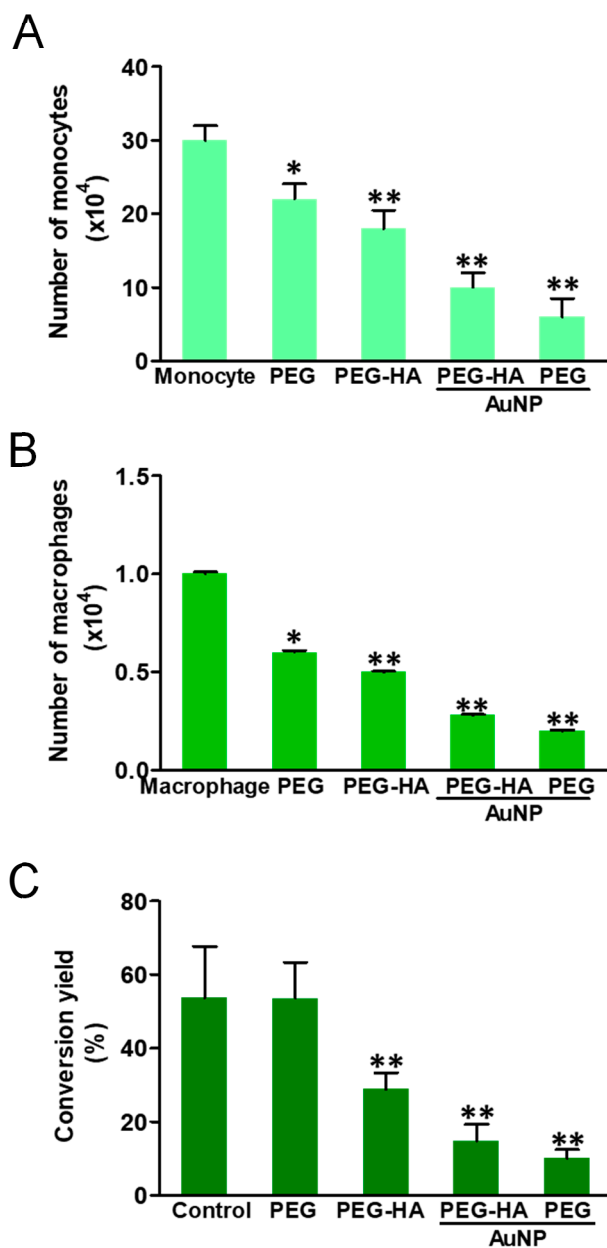 A
Number of monocytes
(x10⁴)
40
30
20
10
0
*
**
**
**
Monocyte PEG PEG-HA PEG-HA PEG
AuNP
B
Number of macrophages
(x10⁴)
1.5
1.0
0.5
0.0
*
**
**
**
Macrophage PEG PEG-HA PEG-HA PEG
AuNP
C
Conversion yield
(%)
80
60
40
20
0
**
**
**
Control PEG PEG-HA PEG-HA PEG
AuNP